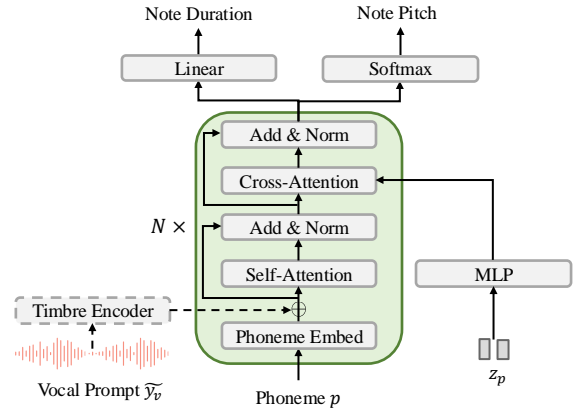 Note Duration
Note Pitch
Linear
Softmax
Add & Norm
Cross-Attention
N ×
Add & Norm
Self-Attention
MLP
Timbre Encoder
Phoneme Embed
Vocal Prompt ỹᵥ
z_p
Phoneme p